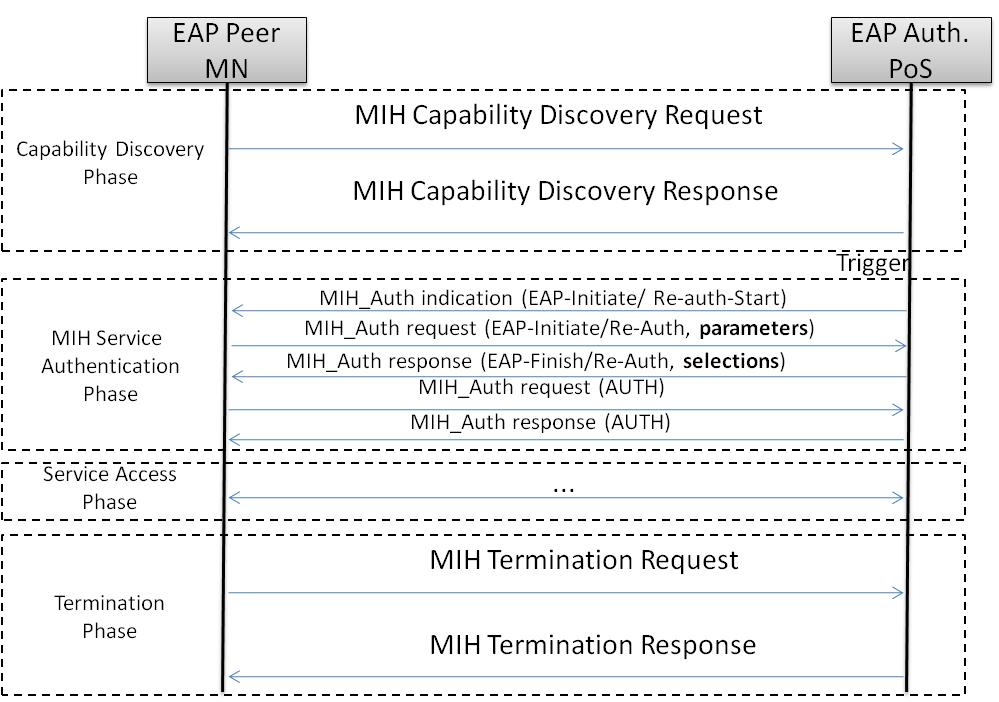 EAP Peer
MN
EAP Auth.
PoS
Capability Discovery
Phase
MIH Capability Discovery Request
MIH Capability Discovery Response
Trigger
MIH Service
Authentication
Phase
MIH_Auth indication (EAP-Initiate/ Re-auth-Start)
MIH_Auth request (EAP-Initiate/Re-Auth, parameters)
MIH_Auth response (EAP-Finish/Re-Auth, selections)
MIH_Auth request (AUTH)
MIH_Auth response (AUTH)
Service Access
Phase
...
Termination
Phase
MIH Termination Request
MIH Termination Response